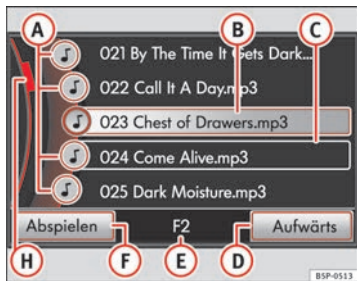 A
B
C
021 By The Time It Gets Dark...
022 Call It A Day.mp3
023 Chest of Drawers.mp3
024 Come Alive.mp3
025 Dark Moisture.mp3
Abspielen
F2
Aufwärts
H
F
E
D
B5P-0513